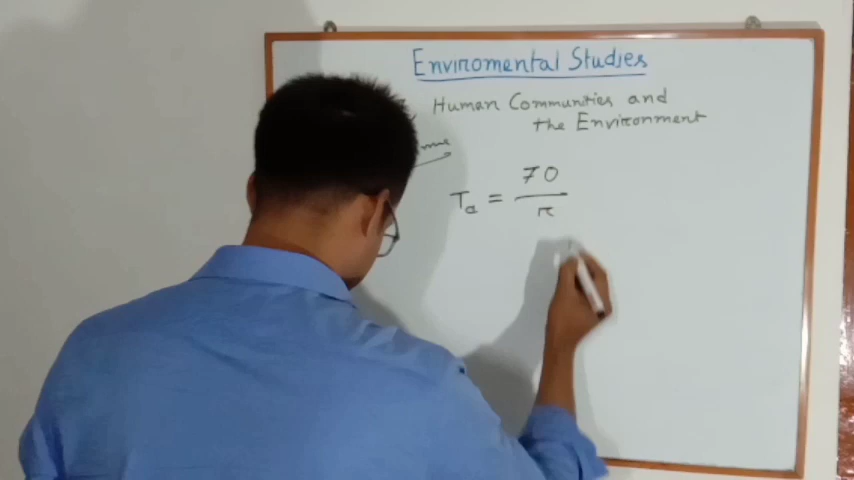 Enviromental Studies
Human Communities and
the Environment
Td = 70 / r